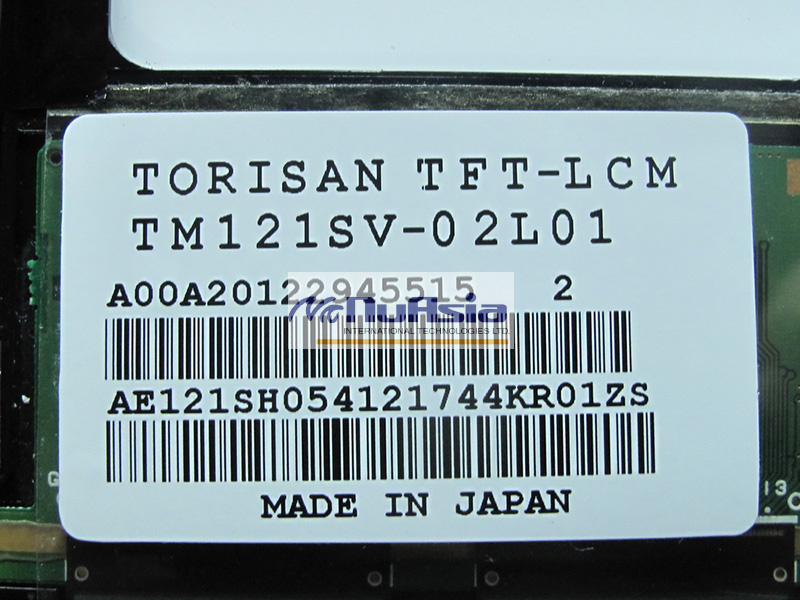 TORISAN TFT-LCM
TM121SV-02L01
A00A20122945515 2
NuAsia
INTERNATIONAL TECHNOLOGIES LTD.
AE121SH054121744KR01ZS
MADE IN JAPAN